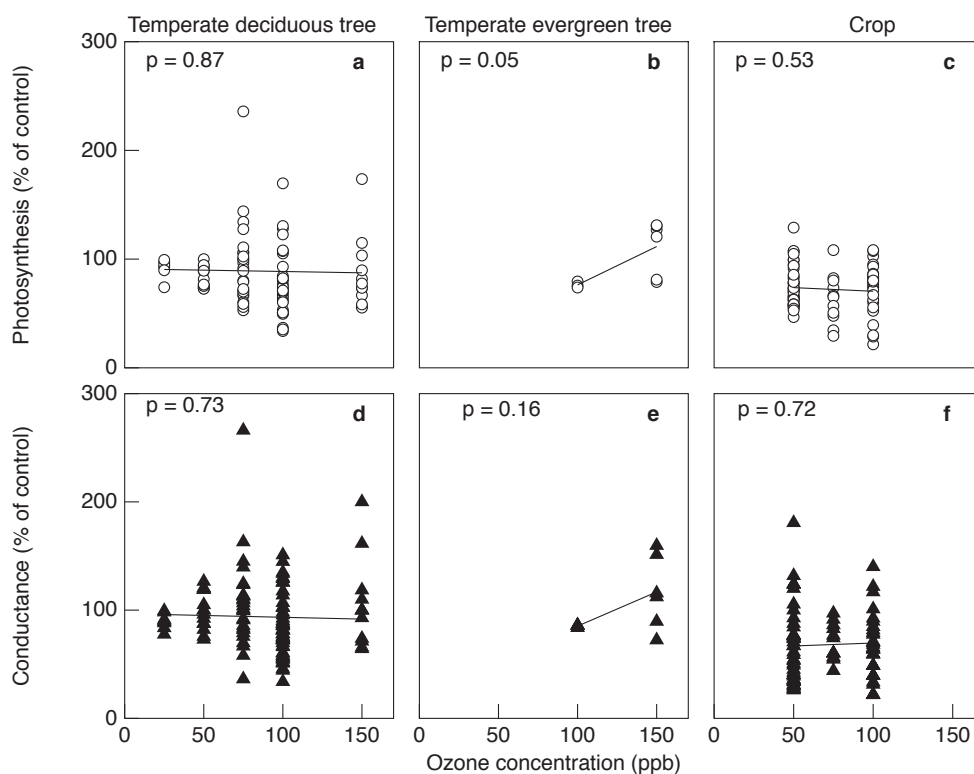 Temperate deciduous tree Temperate evergreen tree Crop
300 p = 0.87 a p = 0.05 b p = 0.53 c
200
100
0
Photosynthesis (% of control)
300 p = 0.73 d p = 0.16 e p = 0.72 f
200
100
0
Conductance (% of control)
0 50 100 150 0 50 100 150 0 50 100 150
Ozone concentration (ppb)